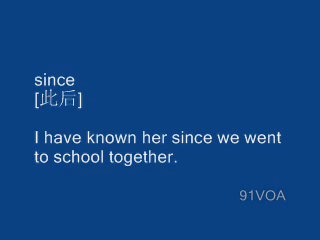 since
[此后]
I have known her since we went
to school together.
91VOA